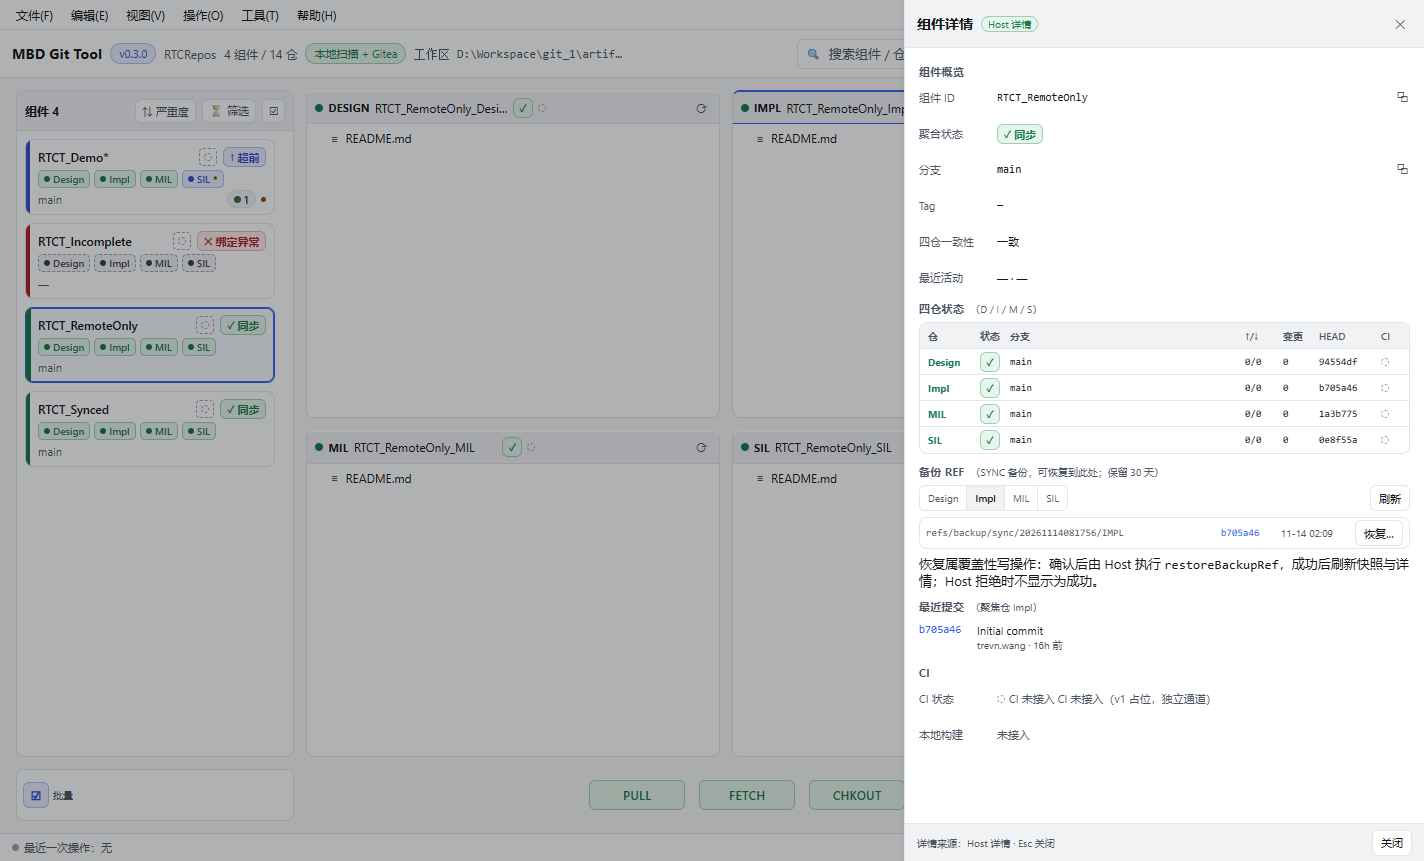 文件(F) 编辑(E) 视图(V) 操作(O) 工具(T) 帮助(H)
MBD Git Tool v0.3.0 RTCRepos 4 组件 / 14 仓 本地扫描 + Gitea 工作区 D:\Workspace\git_1\artif… 搜索组件 / 仓
组件 4 ↑↓ 严重度 筛选
RTCT_Demo* ↑ 超前
Design Impl MIL SIL *
main 1
RTCT_Incomplete ✕ 绑定异常
Design Impl MIL SIL
—
RTCT_RemoteOnly ✓ 同步
Design Impl MIL SIL
main
RTCT_Synced ✓ 同步
Design Impl MIL SIL
main
批量
DESIGN RTCT_RemoteOnly_Desi… ✓
README.md
IMPL RTCT_RemoteOnly_Imp
README.md
MIL RTCT_RemoteOnly_MIL ✓
README.md
SIL RTCT_RemoteOnly_SIL
README.md
PULL FETCH CHKOUT
最近一次操作：无
组件详情 Host 详情
组件概览
组件 ID RTCT_RemoteOnly
聚合状态 ✓ 同步
分支 main
Tag —
四仓一致性 一致
最近活动 — · —
四仓状态 （D / I / M / S）
仓 状态 分支 ↑/↓ 变更 HEAD CI
Design ✓ main 0/0 0 94554df
Impl ✓ main 0/0 0 b705a46
MIL ✓ main 0/0 0 1a3b775
SIL ✓ main 0/0 0 0e8f55a
备份 REF （SYNC 备份，可恢复到此处；保留 30 天）
Design Impl MIL SIL 刷新
refs/backup/sync/20261114081756/IMPL b705a46 11-14 02:09 恢复…
恢复属覆盖性写操作：确认后由 Host 执行 restoreBackupRef，成功后刷新快照与详
情；Host 拒绝时不显示为成功。
最近提交 （聚焦仓 Impl）
b705a46 Initial commit
trevn.wang · 16h 前
CI
CI 状态 CI 未接入 CI 未接入（v1 占位，独立通道）
本地构建 未接入
详情来源：Host 详情 · Esc 关闭 关闭